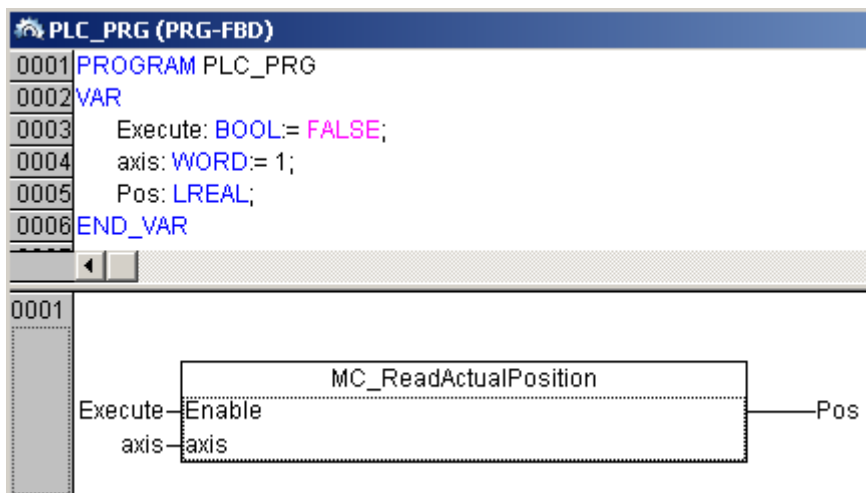 PLC_PRG (PRG-FBD)
0001 PROGRAM PLC_PRG
0002 VAR
0003 Execute: BOOL:= FALSE;
0004 axis: WORD:= 1;
0005 Pos: LREAL;
0006 END_VAR
0001
MC_ReadActualPosition
Execute Enable Pos
axis axis